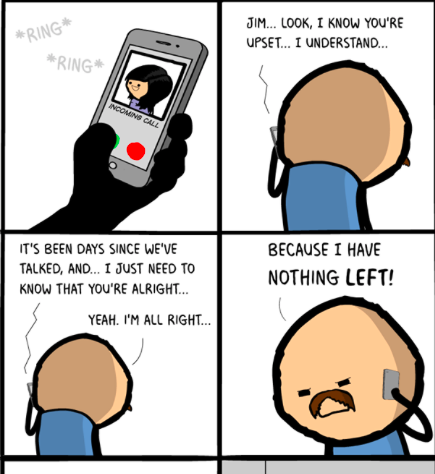 *RING*
*RING*
INCOMING CALL
JIM... LOOK, I KNOW YOU'RE
UPSET... I UNDERSTAND...
IT'S BEEN DAYS SINCE WE'VE
TALKED, AND... I JUST NEED TO
KNOW THAT YOU'RE ALRIGHT...
YEAH. I'M ALL RIGHT...
BECAUSE I HAVE
NOTHING LEFT!